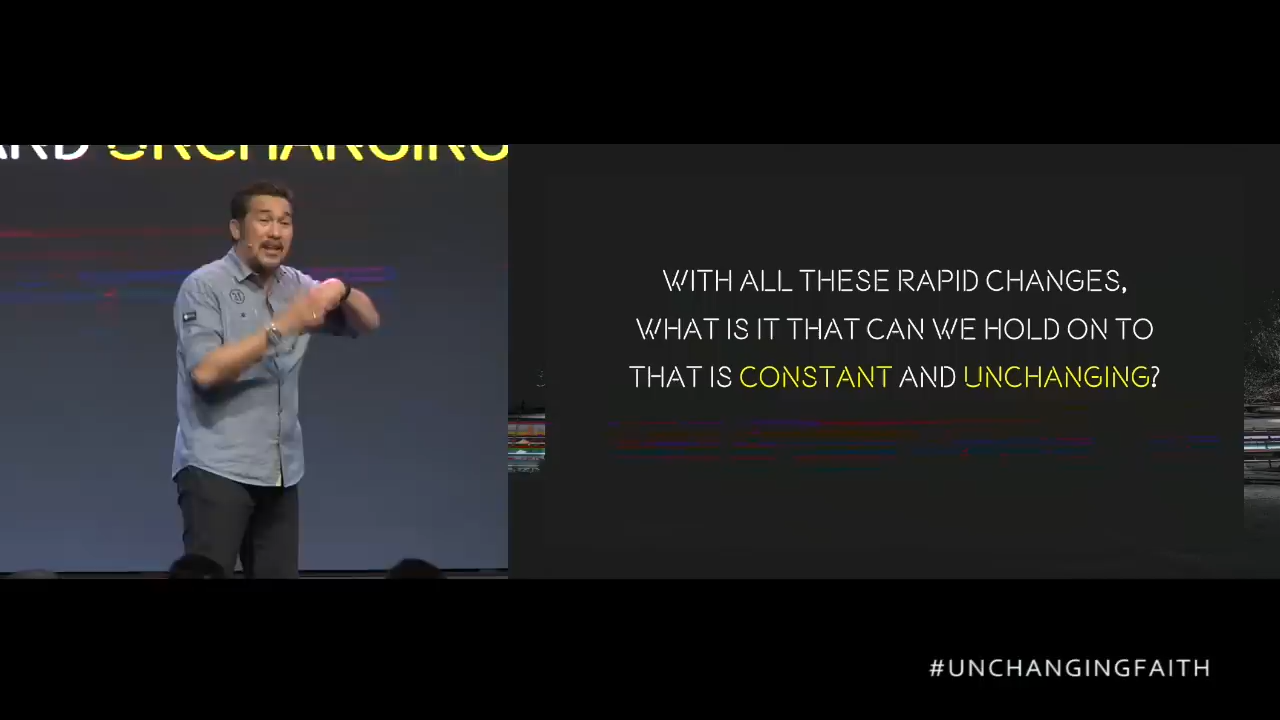 UNCHANGING
WITH ALL THESE RAPID CHANGES,
WHAT IS IT THAT CAN WE HOLD ON TO
THAT IS CONSTANT AND UNCHANGING?
#UNCHANGINGFAITH